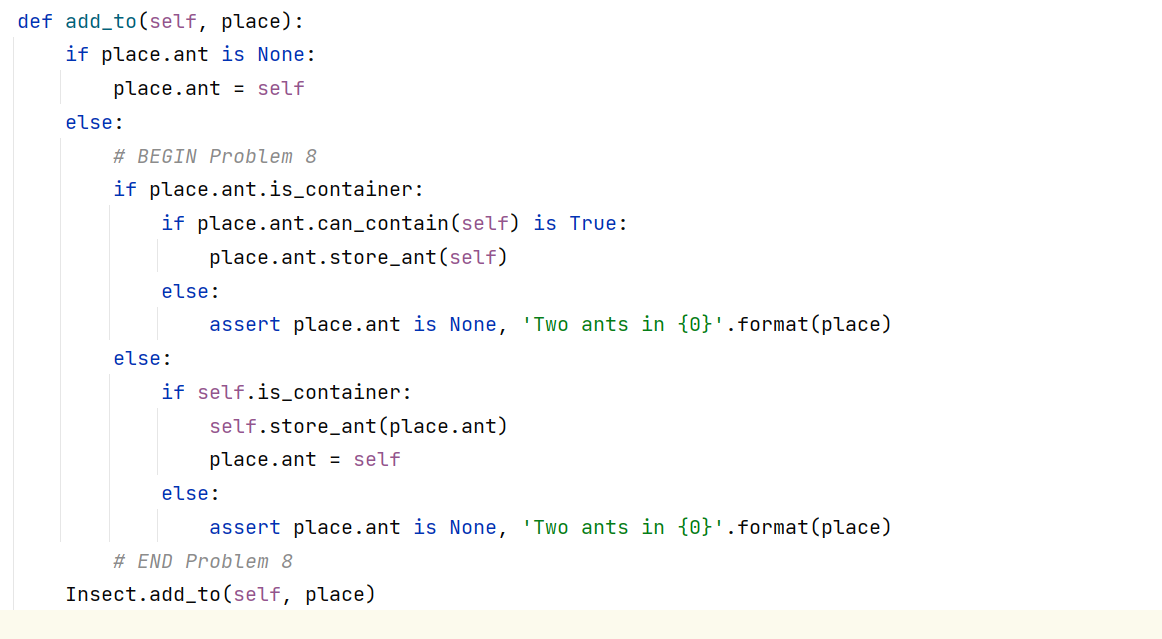 def add_to(self, place):
    if place.ant is None:
        place.ant = self
    else:
        # BEGIN Problem 8
        if place.ant.is_container:
            if place.ant.can_contain(self) is True:
                place.ant.store_ant(self)
            else:
                assert place.ant is None, 'Two ants in {0}'.format(place)
        else:
            if self.is_container:
                self.store_ant(place.ant)
                place.ant = self
            else:
                assert place.ant is None, 'Two ants in {0}'.format(place)
        # END Problem 8
    Insect.add_to(self, place)